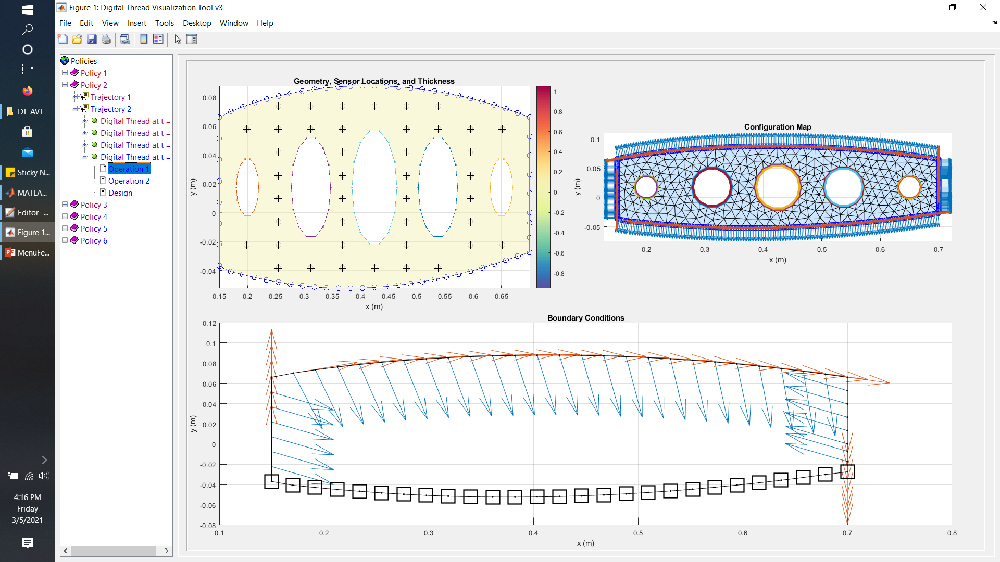 Figure 1: Digital Thread Visualization Tool v3
File Edit View Insert Tools Desktop Window Help
DT-AVT
Sticky N...
MATLA...
Editor -...
Figure 1...
MenuFe...
4:16 PM
Friday
3/5/2021
Policies
Policy 1
Policy 2
Trajectory 1
Trajectory 2
Digital Thread at t =
Digital Thread at t =
Digital Thread at t =
Digital Thread at t =
Operation 1
Operation 2
Design
Policy 3
Policy 4
Policy 5
Policy 6
Geometry, Sensor Locations, and Thickness
0.08
0.06
0.04
0.02
0
-0.02
-0.04
y (m)
0.15 0.2 0.25 0.3 0.35 0.4 0.45 0.5 0.55 0.6 0.65
x (m)
1
0.8
0.6
0.4
0.2
0
-0.2
-0.4
-0.6
-0.8
Configuration Map
0.1
0.05
0
-0.05
y (m)
0.2 0.3 0.4 0.5 0.6 0.7
x (m)
Boundary Conditions
0.12
0.1
0.08
0.06
0.04
0.02
0
-0.02
-0.04
-0.06
-0.08
y (m)
0.1 0.2 0.3 0.4 0.5 0.6 0.7 0.8
x (m)